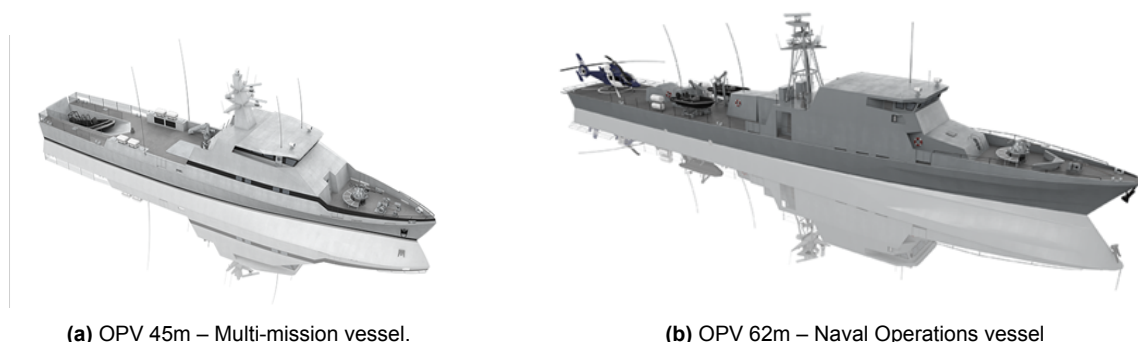 (a) OPV 45m – Multi-mission vessel.
(b) OPV 62m – Naval Operations vessel